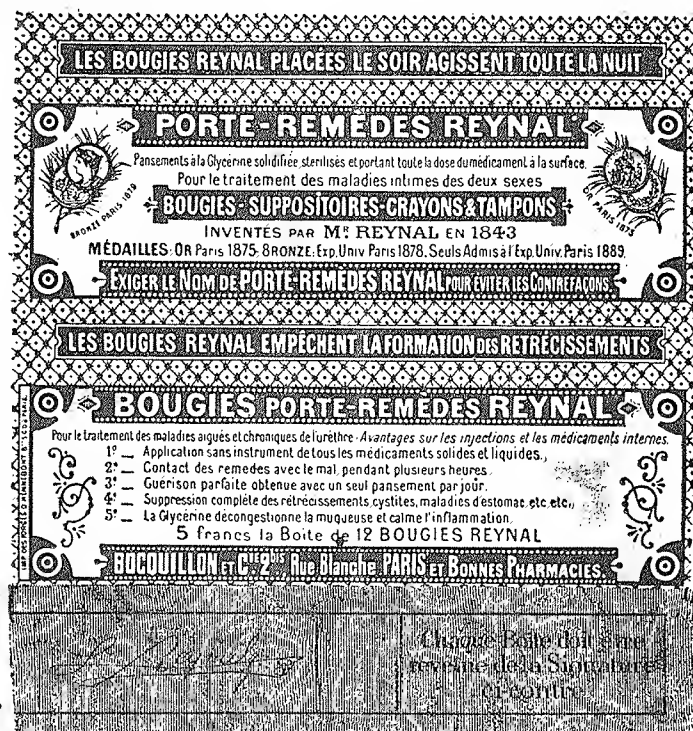 LES BOUGIES REYNAL PLACÉES LE SOIR AGISSENT TOUTE LA NUIT
PORTE-REMÈDES REYNAL
Pansements à la Glycérine solidifiée, stérilisés et portant toute la dose du médicament à la surface.
Pour le traitement des maladies intimes des deux sexes
BRONZE PARIS 1878
OR PARIS 1875
BOUGIES-SUPPOSITOIRES-CRAYONS & TAMPONS
INVENTÉS PAR Mr REYNAL EN 1843
MÉDAILLES: OR Paris 1875: BRONZE: Exp, Univ Paris 1878, Seuls Admis à l'Exp. Univ. Paris 1889.
EXIGER LE NOM DE PORTE-REMÈDES REYNAL POUR ÉVITER LES CONTREFAÇONS.
LES BOUGIES REYNAL EMPÊCHENT LA FORMATION DES RETRÉCISSEMENTS
BOUGIES PORTE-REMÈDES REYNAL
Pour le traitement des maladies aiguës et chroniques de l'urèthre - Avantages sur les injections et les médicaments internes.
1º _ Application sans instrument de tous les médicaments solides et liquides.
2º _ Contact des remèdes avec le mal, pendant plusieurs heures.
3º _ Guérison parfaite obtenue avec un seul pansement par jour.
4º _ Suppression complète des rétrécissements, cystites, maladies d'estomac, etc, etc.
5º _ La Glycérine décongestionne la muqueuse et calme l'inflammation.
5 francs la Boîte de 12 BOUGIES REYNAL
BOCQUILLON ET Cie 2bis, Rue Blanche PARIS ET BONNES PHARMACIES.
Chaque Boîte doit être
revêtue de la Signature
ci-contre